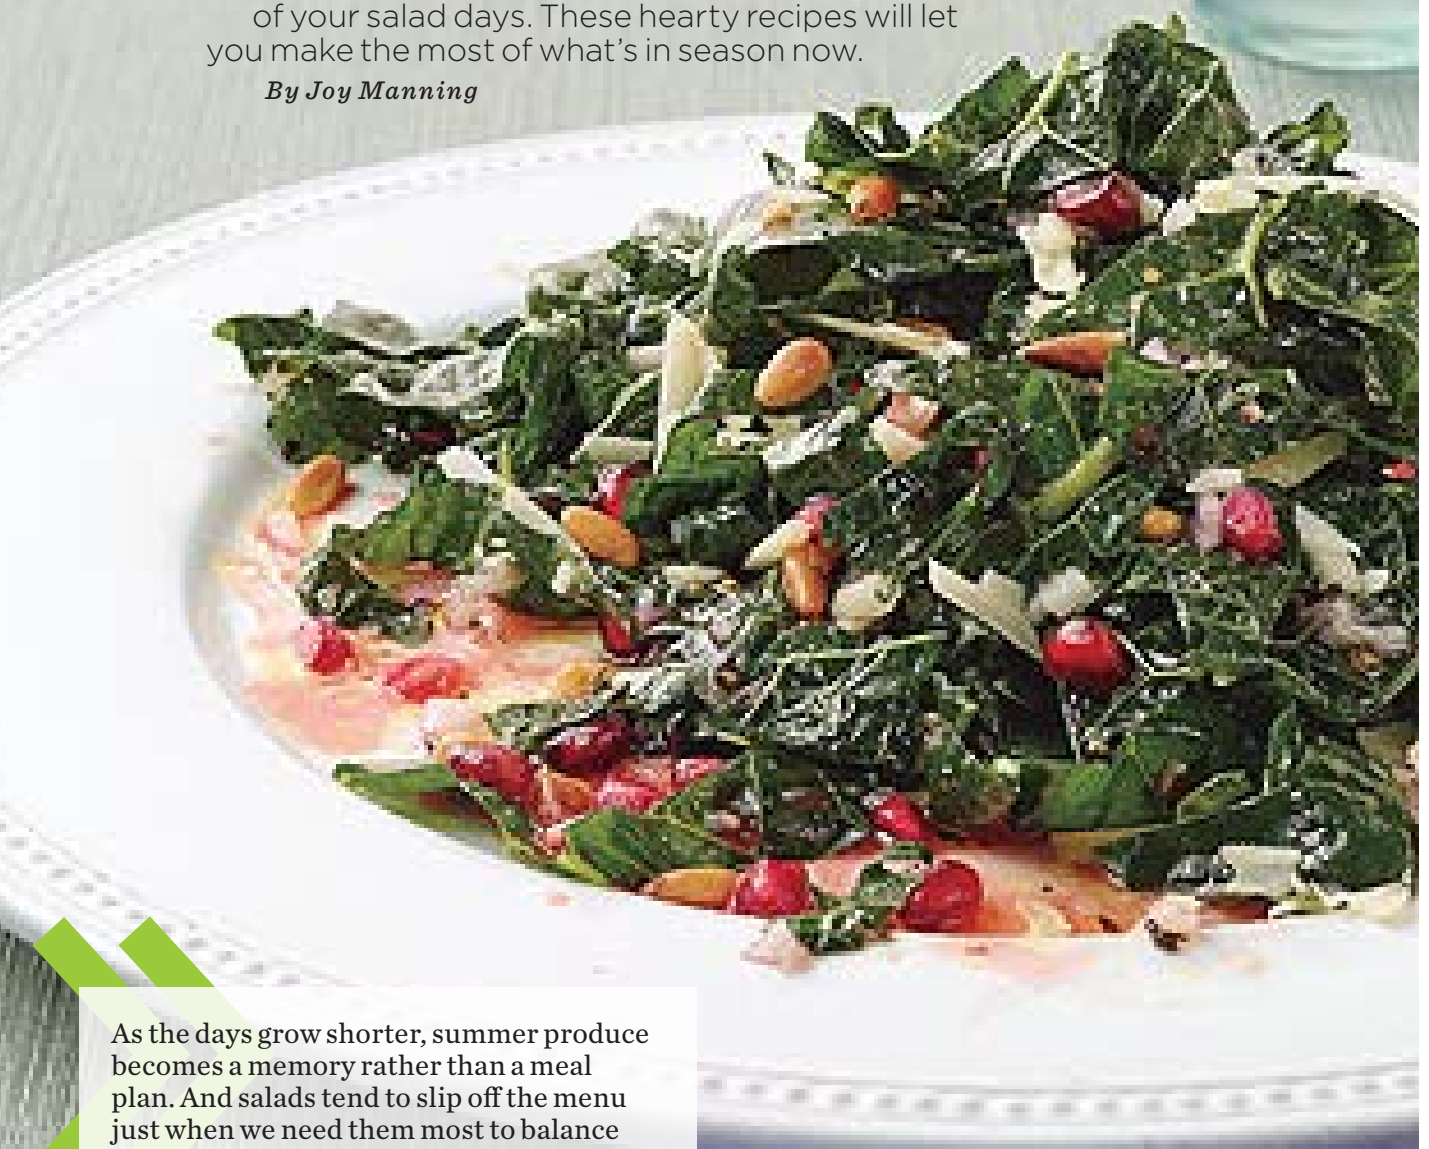 of your salad days. These hearty recipes will let
you make the most of what's in season now.
By Joy Manning
As the days grow shorter, summer produce
becomes a memory rather than a meal
plan. And salads tend to slip off the menu
just when we need them most to balance